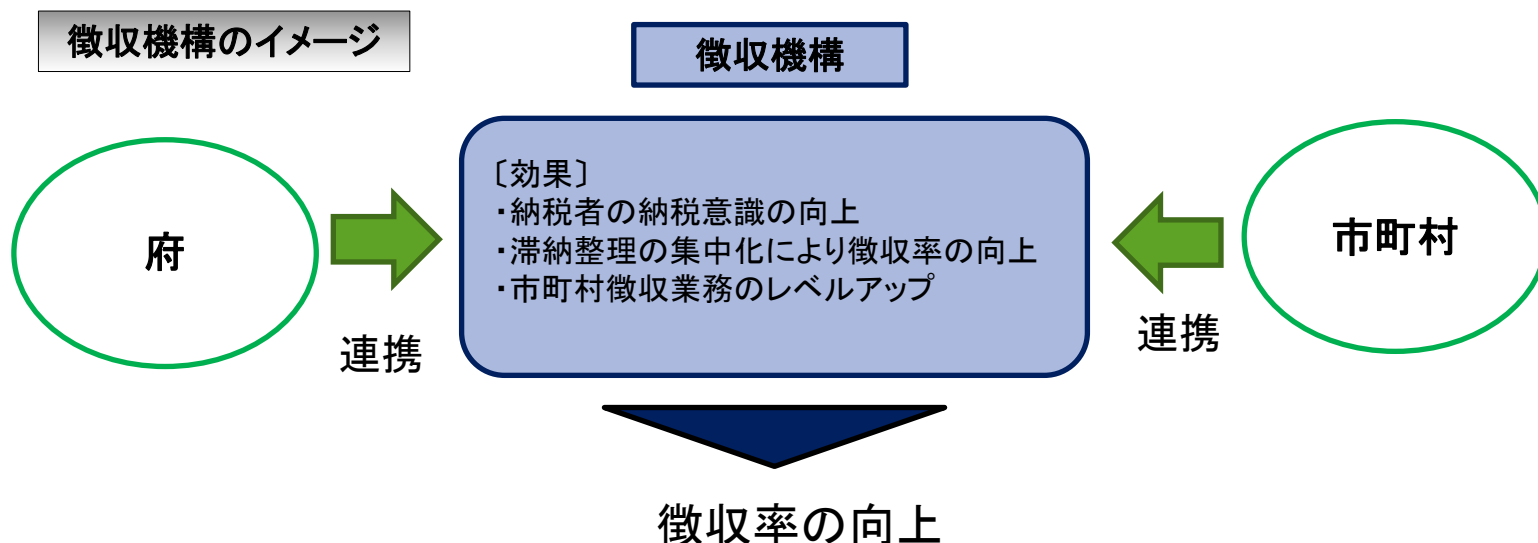 徴収機構のイメージ
徴収機構
府
連携
〔効果〕
・納税者の納税意識の向上
・滞納整理の集中化により徴収率の向上
・市町村徴収業務のレベルアップ
市町村
連携
徴収率の向上